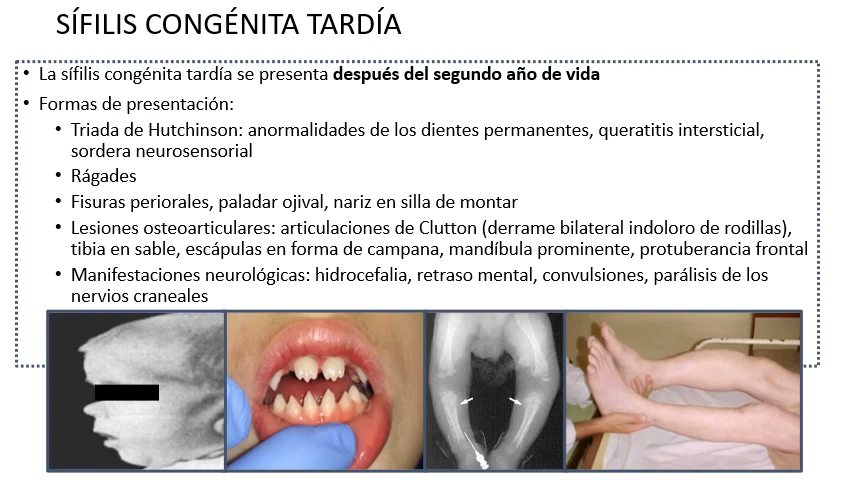 SÍFILIS CONGÉNITA TARDÍA
• La sífilis congénita tardía se presenta después del segundo año de vida
• Formas de presentación:
• Triada de Hutchinson: anormalidades de los dientes permanentes, queratitis intersticial,
sordera neurosensorial
• Rágades
• Fisuras periorales, paladar ojival, nariz en silla de montar
• Lesiones osteoarticulares: articulaciones de Clutton (derrame bilateral indoloro de rodillas),
tibia en sable, escápulas en forma de campana, mandíbula prominente, protuberancia frontal
• Manifestaciones neurológicas: hidrocefalia, retraso mental, convulsiones, parálisis de los
nervios craneales